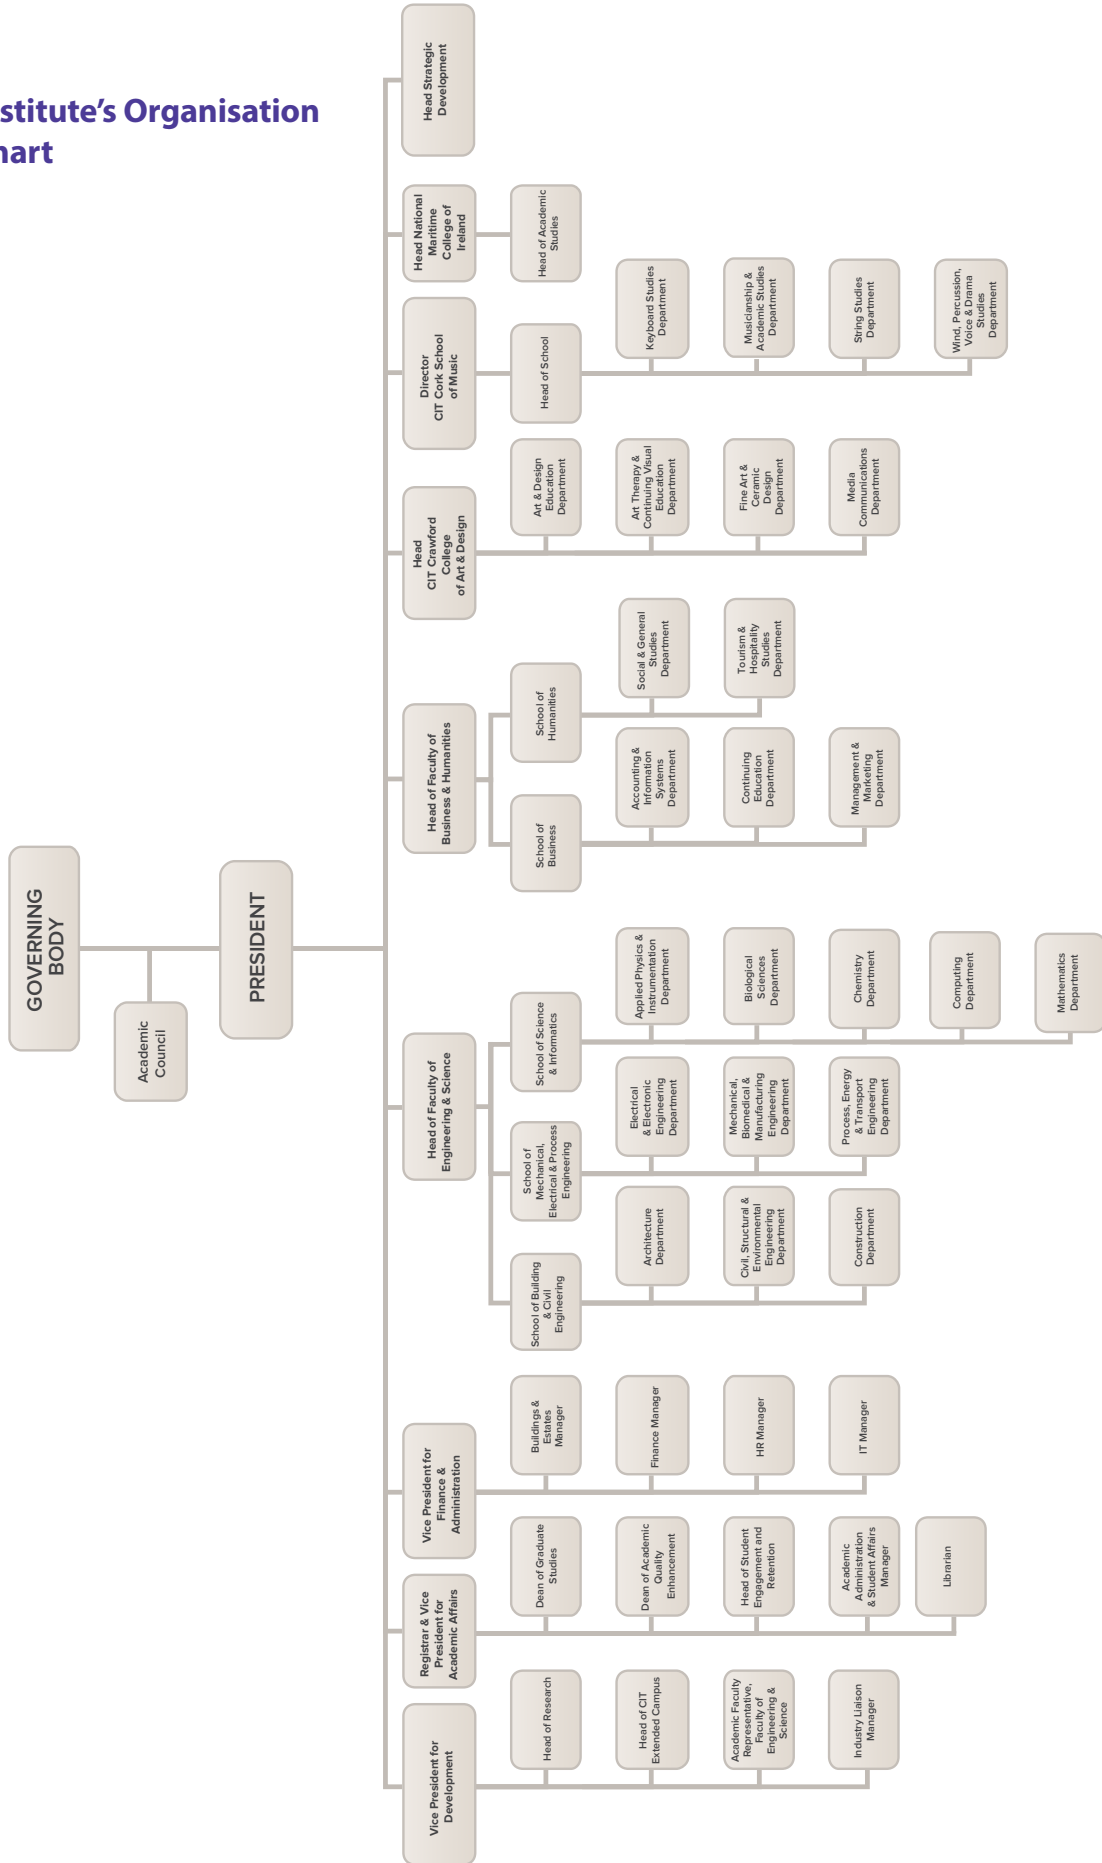 stitute’s Organisation
hart
GOVERNING
BODY
Academic
Council
PRESIDENT
Vice President for
Development
Head of Research
Head of CIT
Extended Campus
Academic Faculty
Representative,
Faculty of
Engineering &
Science
Industry Liaison
Manager
Registrar & Vice
President for
Academic Affairs
Dean of Graduate
Studies
Dean of Academic
Quality
Enhancement
Head of Student
Engagement and
Retention
Academic
Administration
& Student Affairs
Manager
Librarian
Vice President for
Finance &
Administration
Buildings &
Estates
Manager
Finance Manager
HR Manager
IT Manager
Head of Faculty of
Engineering & Science
School of Building
& Civil
Engineering
Architecture
Department
Civil, Structural &
Environmental
Engineering
Department
Construction
Department
School of
Mechanical,
Electrical & Process
Engineering
Electrical
& Electronic
Engineering
Department
Mechanical,
Biomedical &
Manufacturing
Engineering
Department
Process, Energy
& Transport
Engineering
Department
School of Science
& Informatics
Applied Physics &
Instrumentation
Department
Biological
Sciences
Department
Chemistry
Department
Computing
Department
Mathematics
Department
Head of Faculty of
Business & Humanities
School of
Business
Accounting &
Information
Systems
Department
Continuing
Education
Department
Management &
Marketing
Department
School of
Humanities
Social & General
Studies
Department
Tourism &
Hospitality
Studies
Department
Head
CIT Crawford
College
of Art & Design
Art & Design
Education
Department
Art Therapy &
Continuing Visual
Education
Department
Fine Art &
Ceramic
Design
Department
Media
Communications
Department
Director
CIT Cork School
of Music
Head of School
Keyboard Studies
Department
Musicianship &
Academic Studies
Department
String Studies
Department
Wind, Percussion,
Voice & Drama
Studies
Department
Head National
Maritime
College of
Ireland
Head of Academic
Studies
Head Strategic
Development